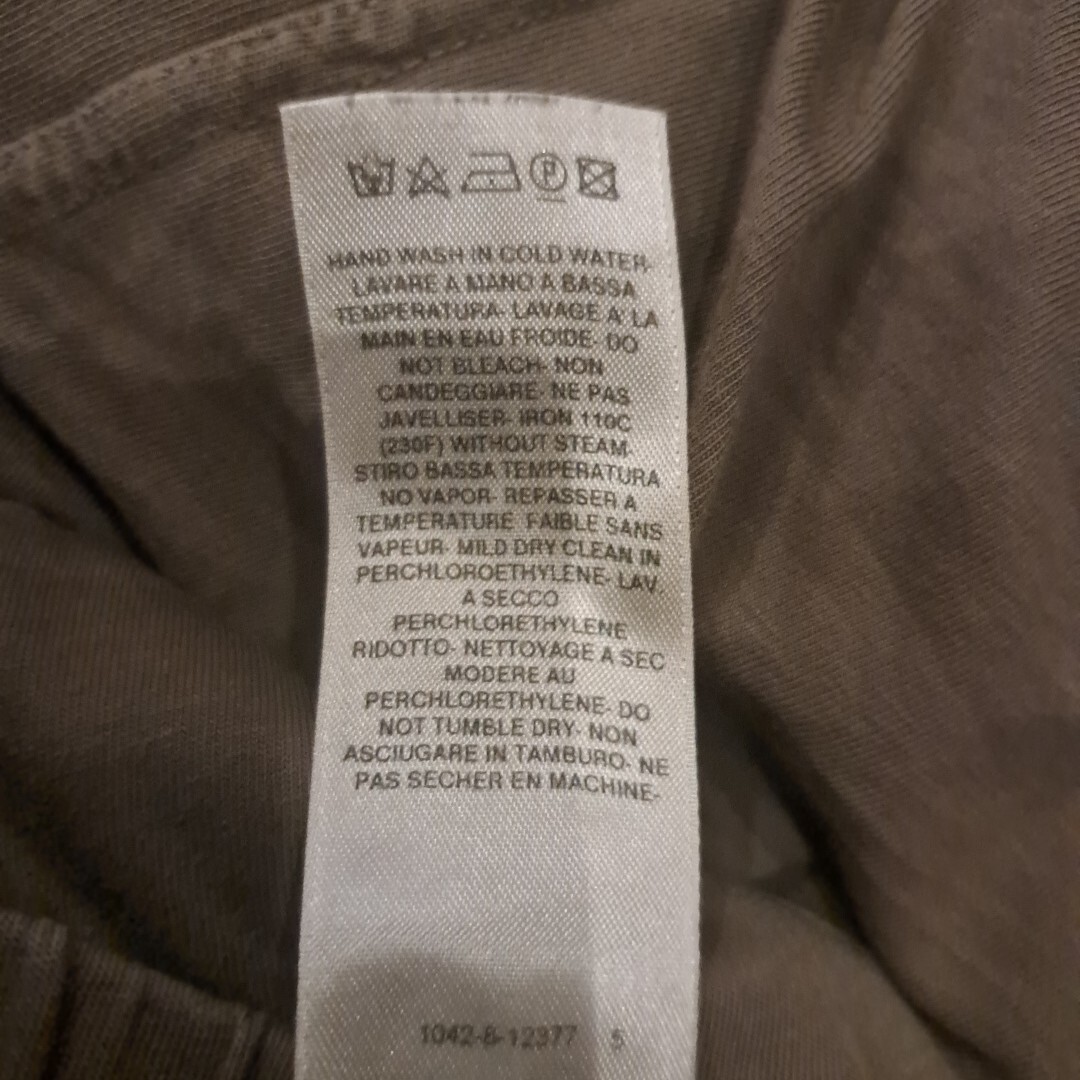 P
HAND WASH IN COLD WATER-
LAVARE A MANO A BASSA
TEMPERATURA- LAVAGE A LA
MAIN EN EAU FROIDE- DO
NOT BLEACH- NON
CANDEGGIARE- NE PAS
JAVELLISER- IRON 110C
(230F) WITHOUT STEAM-
STIRO BASSA TEMPERATURA
NO VAPOR- REPASSER A
TEMPERATURE FAIBLE SANS
VAPEUR- MILD DRY CLEAN IN
PERCHLOROETHYLENE- LAV.
A SECCO
PERCHLORETHYLENE
RIDOTTO- NETTOYAGE A SEC
MODERE AU
PERCHLORETHYLENE- DO
NOT TUMBLE DRY- NON
ASCIUGARE IN TAMBURO- NE
PAS SECHER EN MACHINE-
1042-8-12377 5